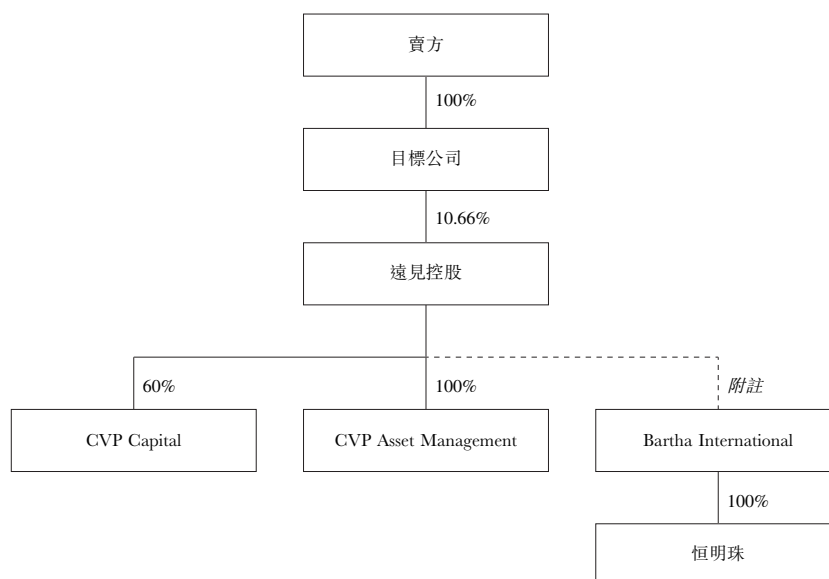 賣方
100%
目標公司
10.66%
遠見控股
60%
100%
附註
CVP Capital
CVP Asset Management
Bartha International
100%
恒明珠